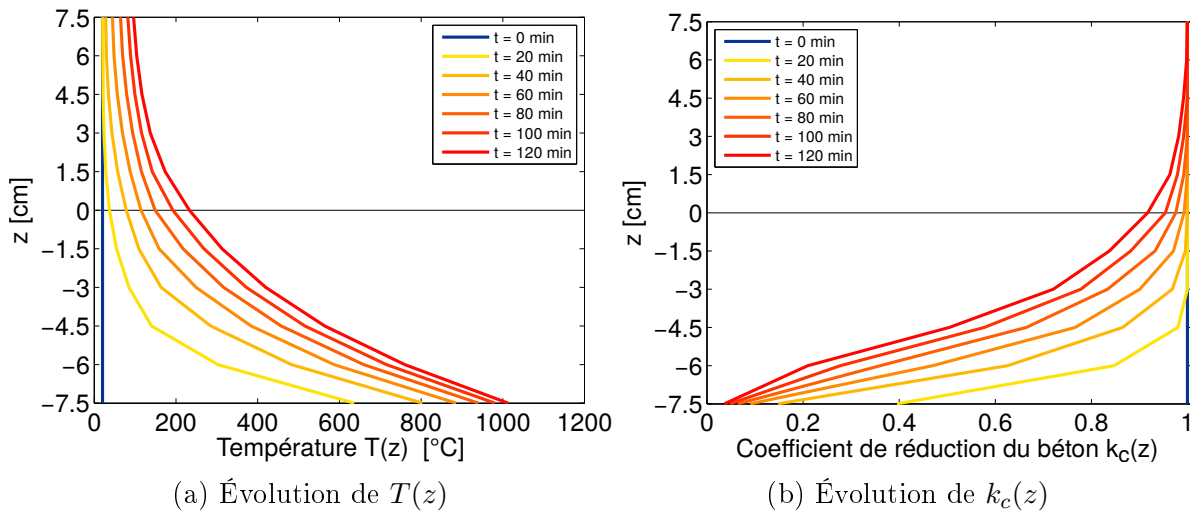 7.5
6
4.5
3
1.5
0
−1.5
−3
−4.5
−6
−7.5
z [cm]
0 200 400 600 800 1000 1200
Température T(z) [°C]
t = 0 min
t = 20 min
t = 40 min
t = 60 min
t = 80 min
t = 100 min
t = 120 min
(a) Évolution de T(z)
7.5
6
4.5
3
1.5
0
−1.5
−3
−4.5
−6
−7.5
z [cm]
0 0.2 0.4 0.6 0.8 1
Coefficient de réduction du béton kc(z)
t = 0 min
t = 20 min
t = 40 min
t = 60 min
t = 80 min
t = 100 min
t = 120 min
(b) Évolution de kc(z)